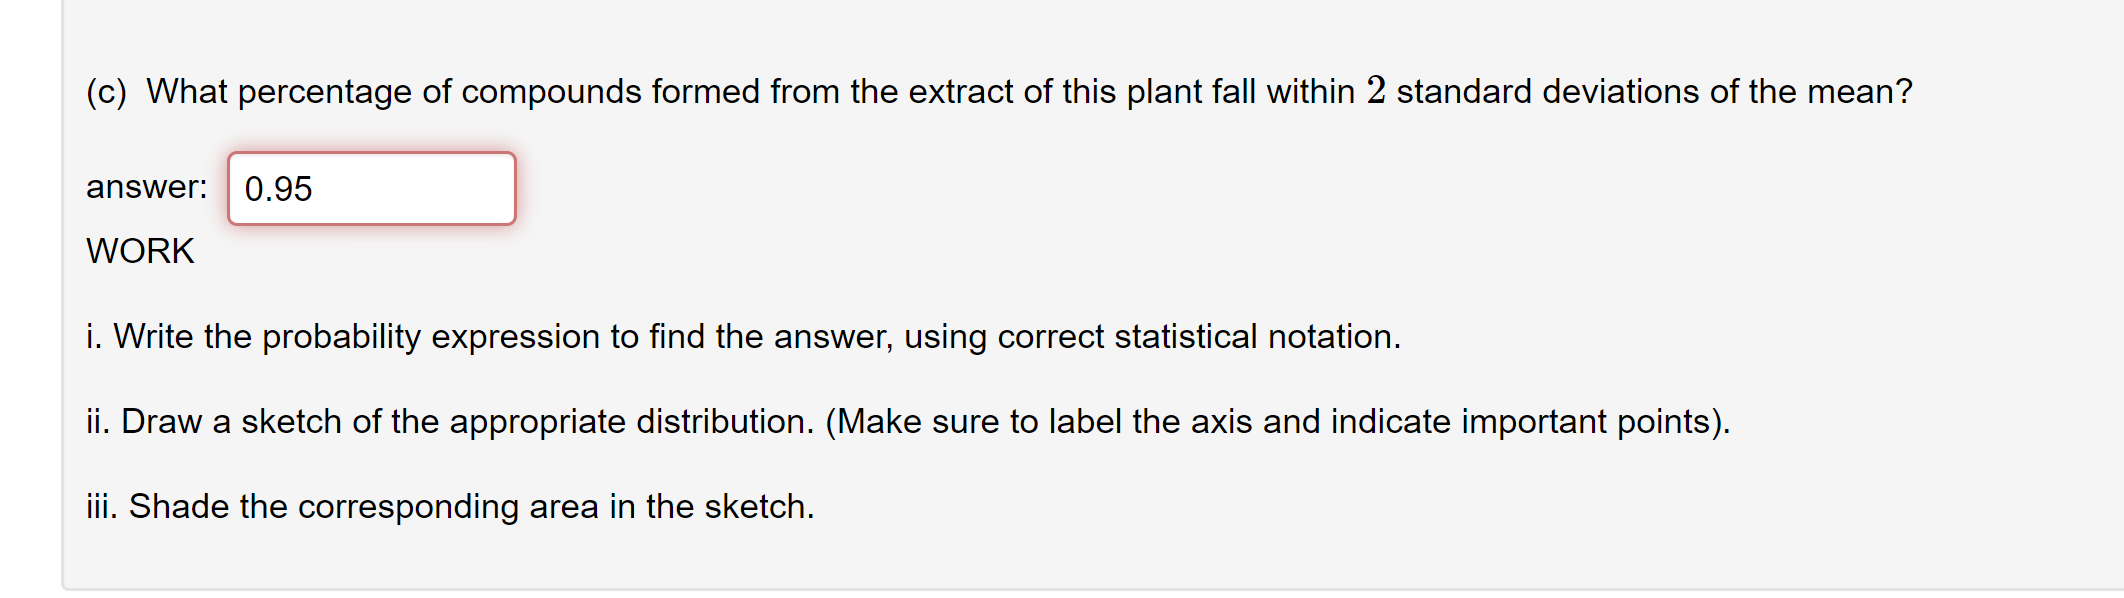 (c) What percentage of compounds formed from the extract of this plant fall within 2 standard deviations of the mean?
answer: 0.95
WORK
i. Write the probability expression to find the answer, using correct statistical notation.
ii. Draw a sketch of the appropriate distribution. (Make sure to label the axis and indicate important points).
iii. Shade the corresponding area in the sketch.